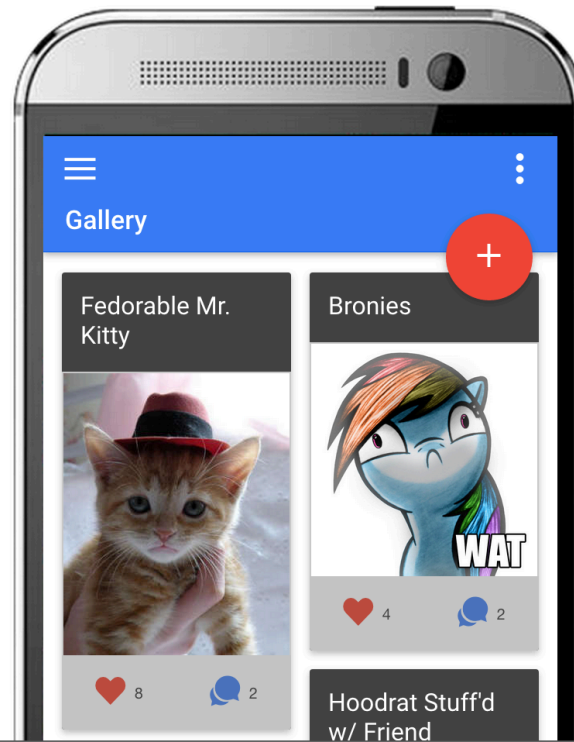 Gallery
+
Fedorable Mr.
Kitty
8
2
Bronies
WAT
4
2
Hoodrat Stuff'd
w/ Friend